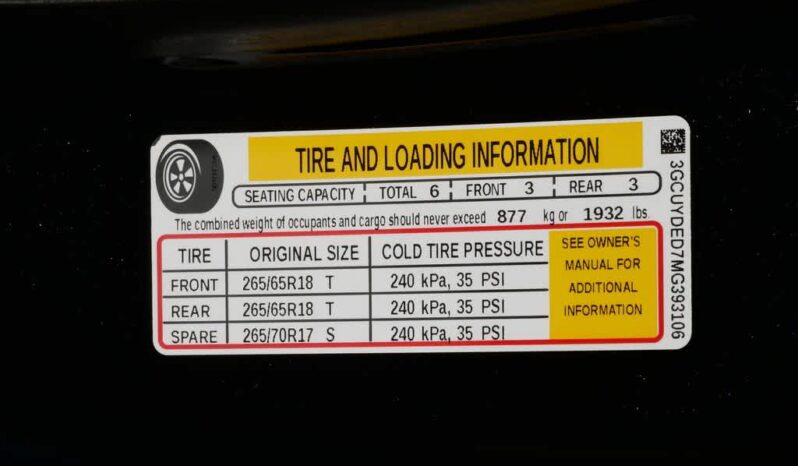 TIRE AND LOADING INFORMATION
SEATING CAPACITY TOTAL 6 FRONT 3 REAR 3
The combined weight of occupants and cargo should never exceed 877 kg or 1932 lbs.
TIRE ORIGINAL SIZE COLD TIRE PRESSURE
FRONT 265/65R18 T 240 kPa, 35 PSI
REAR 265/65R18 T 240 kPa, 35 PSI
SPARE 265/70R17 S 240 kPa, 35 PSI
SEE OWNER'S
MANUAL FOR
ADDITIONAL
INFORMATION
3GCUYDED7MG393106